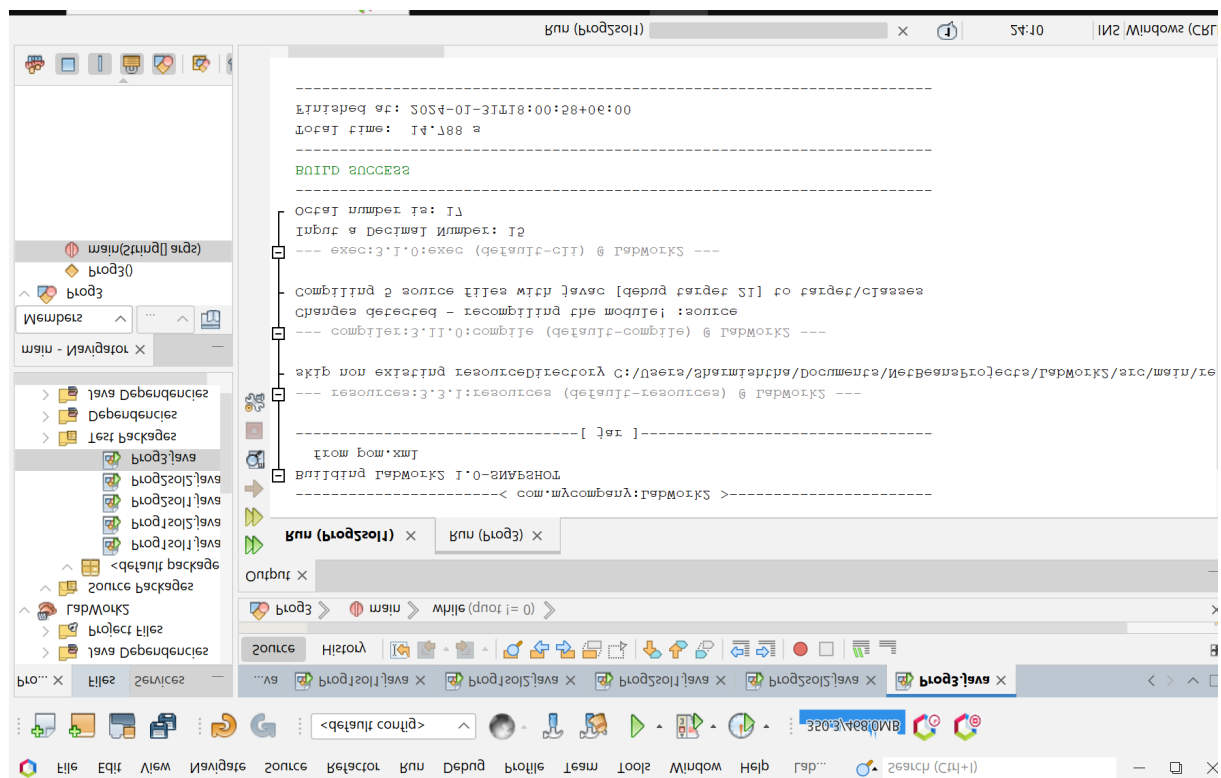 File Edit View Navigate Source Refactor Run Debug Profile Team Tools Window Help Lab... Search (Ctrl+I)
<default config> 350.3/468.0MB
Pro... × Files Services
...va Prog1sol1.java × Prog1sol2.java × Prog2sol1.java × Prog2sol2.java × Prog3.java ×
Source History
Java Dependencies
Project Files
LabWork2
Source Packages
<default package
Prog1sol1.java
Prog1sol2.java
Prog2sol1.java
Prog2sol2.java
Prog3.java
Test Packages
Dependencies
Java Dependencies
main - Navigator ×
Members ...
Prog3
Prog3()
main(String[] args)
Prog3 main while (quot != 0)
Output ×
Run (Prog2sol1) × Run (Prog3) ×
------------------------< com.mycompany:LabWork2 >------------------------
Building LabWork2 1.0-SNAPSHOT
from pom.xml
--------------------------------[ jar ]---------------------------------
--- resources:3.3.1:resources (default-resources) @ LabWork2 ---
skip non existing resourceDirectory C:\Users\Sharmishtha\Documents\NetBeansProjects\LabWork2\src\main\re
--- compiler:3.11.0:compile (default-compile) @ LabWork2 ---
Changes detected - recompiling the module! :source
Compiling 5 source files with javac [debug target 21] to target\classes
--- exec:3.1.0:exec (default-cli) @ LabWork2 ---
Input a Decimal Number: 15
Octal number is: 17
------------------------------------------------------------------------
BUILD SUCCESS
------------------------------------------------------------------------
Total time: 14.788 s
Finished at: 2024-01-31T18:00:58+06:00
------------------------------------------------------------------------
Run (Prog2sol1) × 1 24:10 INS Windows (CRL